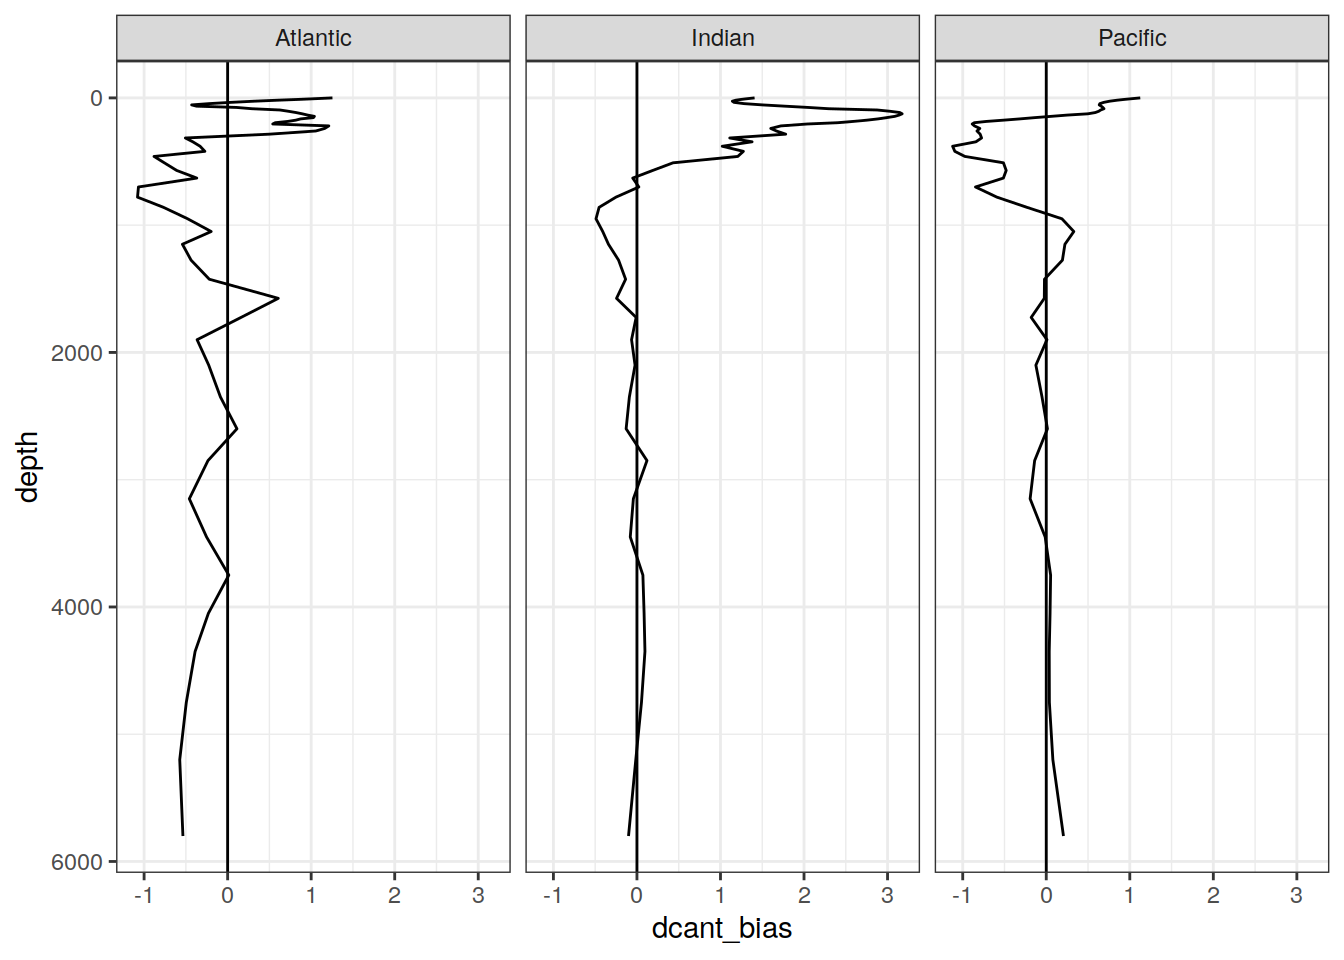 Atlantic Indian Pacific
0
2000
4000
6000
depth
-1 0 1 2 3 -1 0 1 2 3 -1 0 1 2 3
dcant_bias